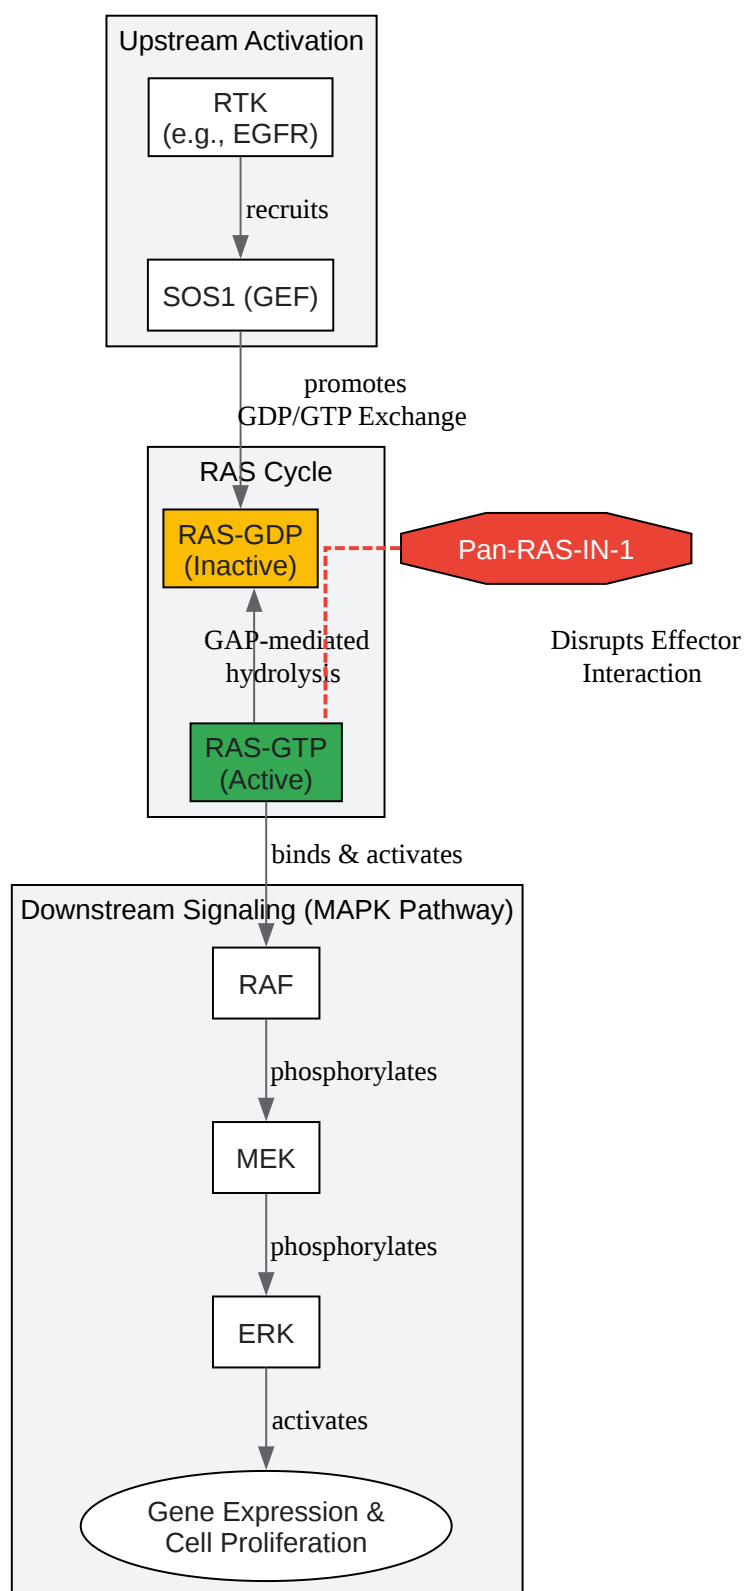 Upstream Activation
RTK
(e.g., EGFR)
recruits
SOS1 (GEF)
promotes
GDP/GTP Exchange
RAS Cycle
RAS-GDP
(Inactive)
Pan-RAS-IN-1
GAP-mediated
hydrolysis
Disrupts Effector
Interaction
RAS-GTP
(Active)
binds & activates
Downstream Signaling (MAPK Pathway)
RAF
phosphorylates
MEK
phosphorylates
ERK
activates
Gene Expression &
Cell Proliferation